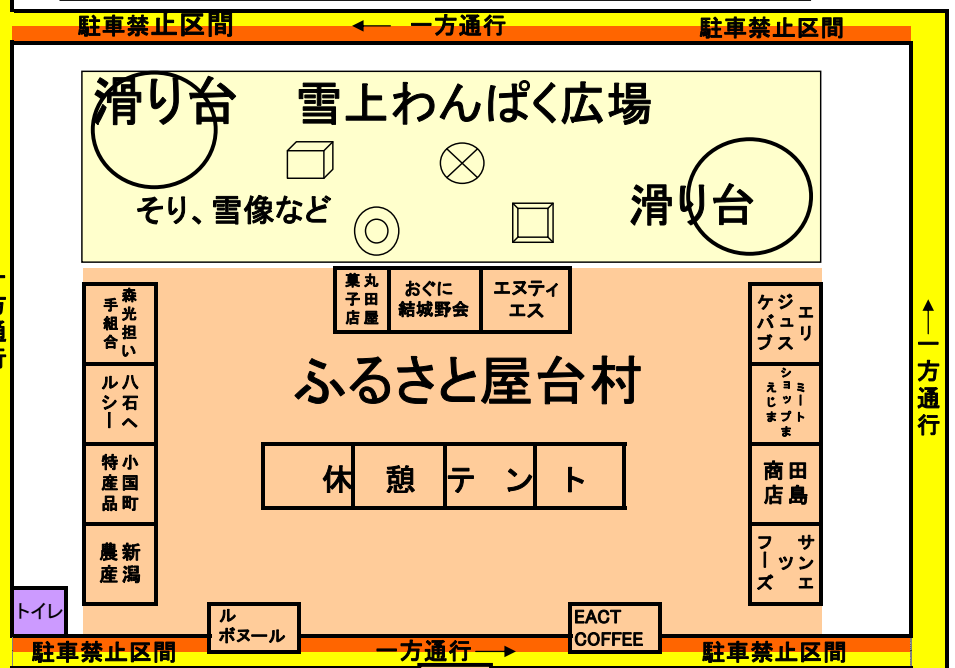 駐車禁止区間
← 一方通行
駐車禁止区間
滑り台
雪上わんぱく広場
そり、雪像など
滑り台
一方通行
丸田屋
菓子店
おぐに
結城野会
エヌティ
エス
森光担い
手組合
八石ヘ
ルシー
小国町
特産品
新潟
農産
ふるさと屋台村
休憩テント
エリ
ジュス
ケバブ
ミート
ショップま
えじま
田島
商店
サンエ
ッツ
フーズ
↑一方通行
トイレ
ル
ボヌール
EACT
COFFEE
駐車禁止区間
一方通行→
駐車禁止区間